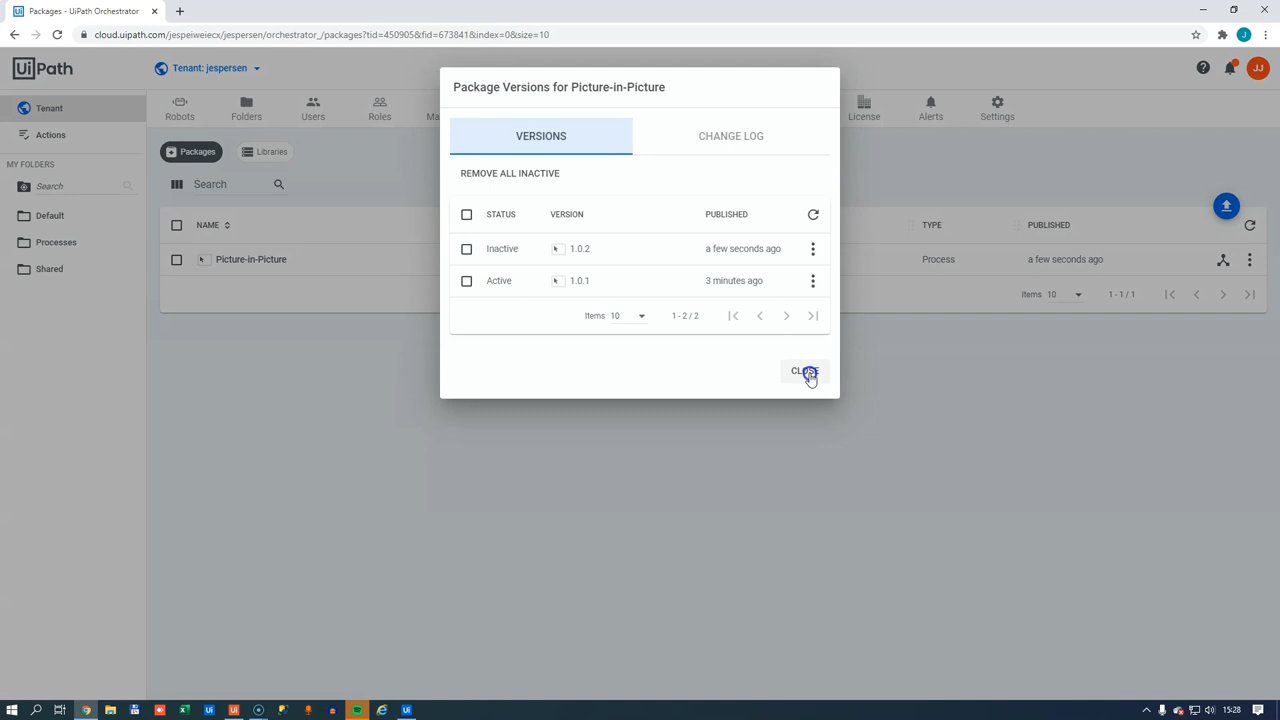 Packages - UiPath Orchestrator
cloud.uipath.com/jespeiweiecx/jespersen/orchestrator_/packages?tid=450905&fid=673841&index=0&size=10
J
UiPath
Tenant: jespersen
JJ
Tenant
Actions
MY FOLDERS
Search
Default
Processes
Shared
Robots
Folders
Users
Roles
License
Alerts
Settings
Packages
Libraries
Search
NAME
TYPE
PUBLISHED
Picture-in-Picture
Process
a few seconds ago
Items 10
1 - 1 / 1
Package Versions for Picture-in-Picture
VERSIONS
CHANGE LOG
REMOVE ALL INACTIVE
STATUS
VERSION
PUBLISHED
Inactive
1.0.2
a few seconds ago
Active
1.0.1
3 minutes ago
Items 10
1 - 2 / 2
15:28